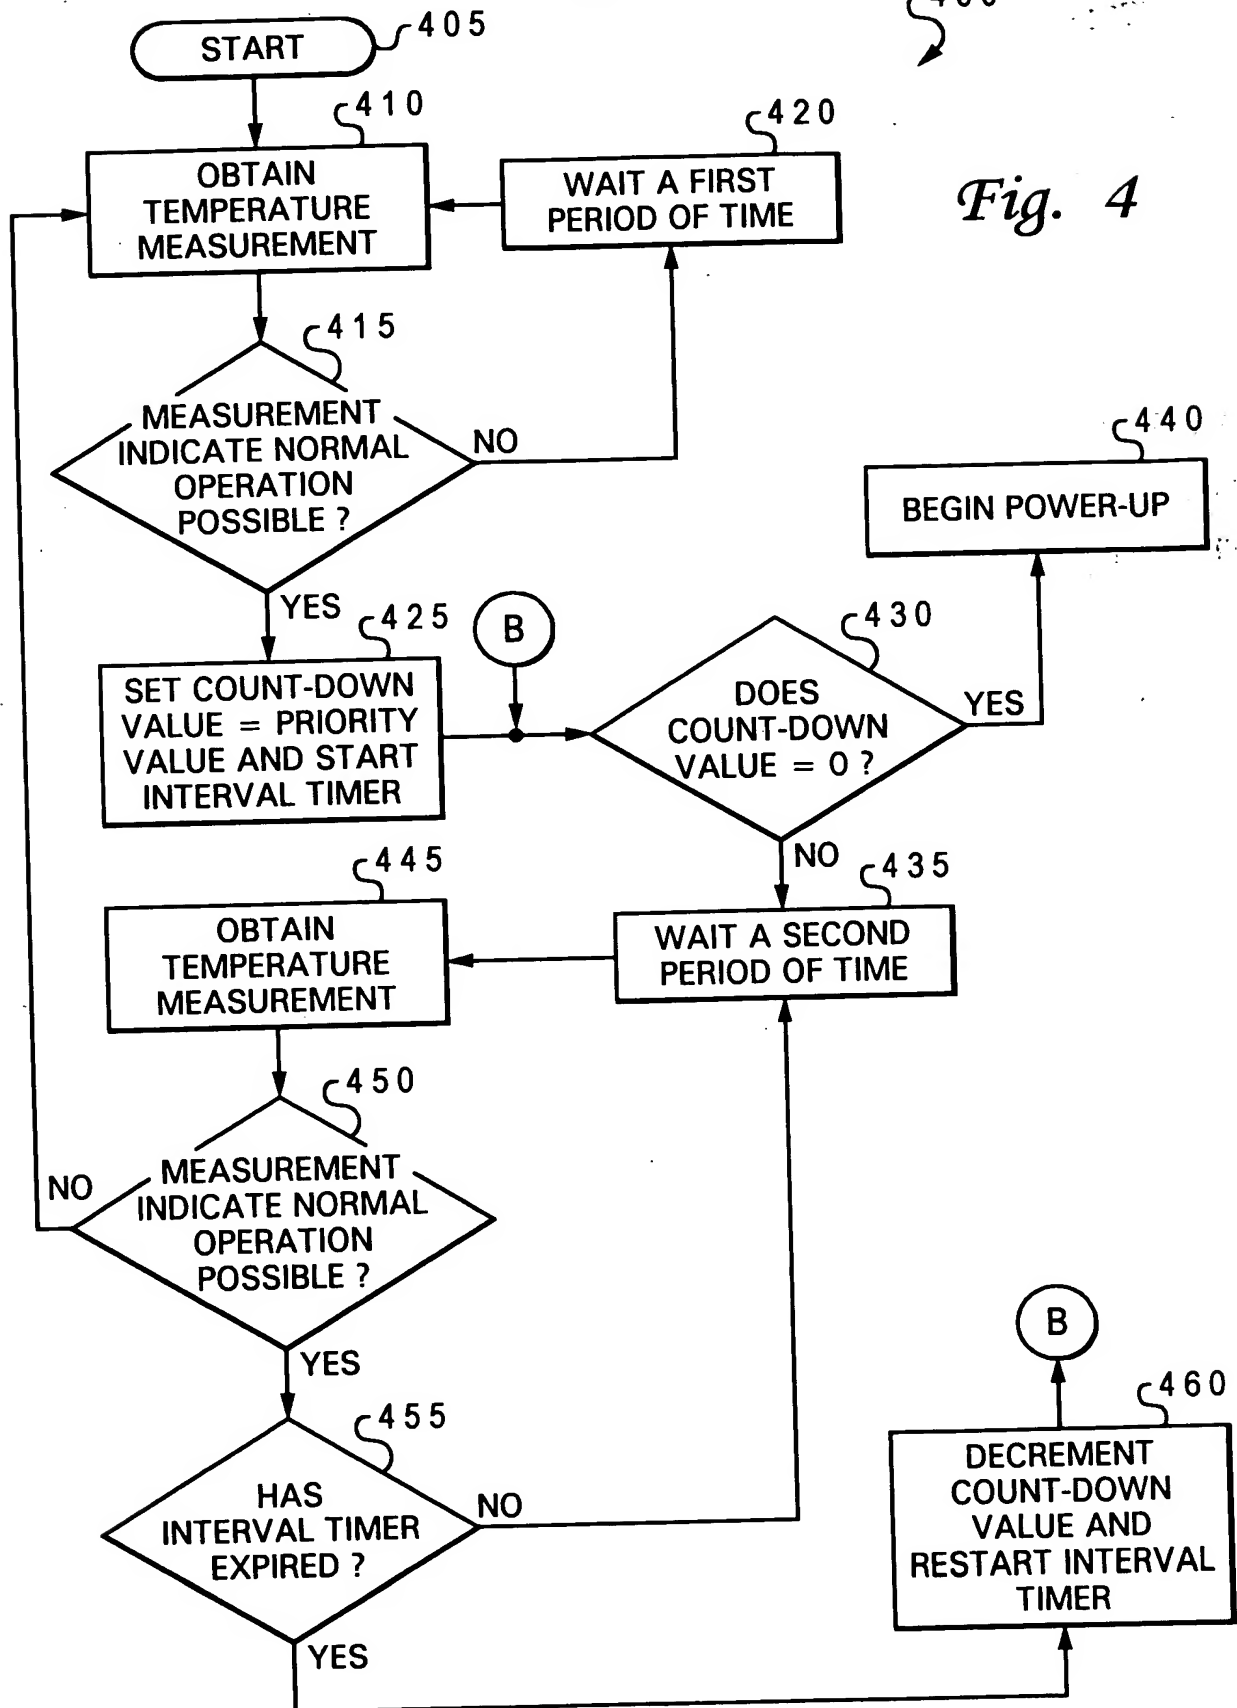 START
405
410
OBTAIN
TEMPERATURE
MEASUREMENT
420
WAIT A FIRST
PERIOD OF TIME
Fig. 4
415
MEASUREMENT
INDICATE NORMAL
OPERATION
POSSIBLE ?
NO
YES
440
BEGIN POWER-UP
425
SET COUNT-DOWN
VALUE = PRIORITY
VALUE AND START
INTERVAL TIMER
B
430
DOES
COUNT-DOWN
VALUE = 0 ?
YES
NO
435
WAIT A SECOND
PERIOD OF TIME
445
OBTAIN
TEMPERATURE
MEASUREMENT
450
MEASUREMENT
INDICATE NORMAL
OPERATION
POSSIBLE ?
NO
YES
455
HAS
INTERVAL TIMER
EXPIRED ?
NO
YES
B
460
DECREMENT
COUNT-DOWN
VALUE AND
RESTART INTERVAL
TIMER